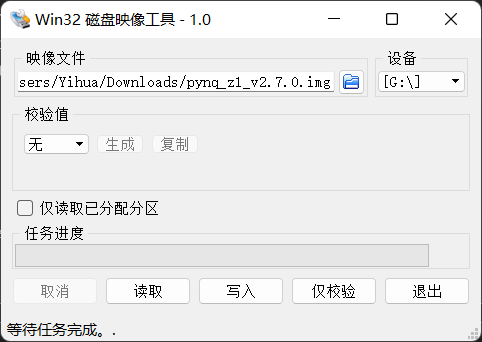 Win32 磁盘映像工具 - 1.0
映像文件
设备
sers/Yihua/Downloads/pynq_z1_v2.7.0.img
[G:\]
校验值
无
生成
复制
仅读取已分配分区
任务进度
取消
读取
写入
仅校验
退出
等待任务完成。.